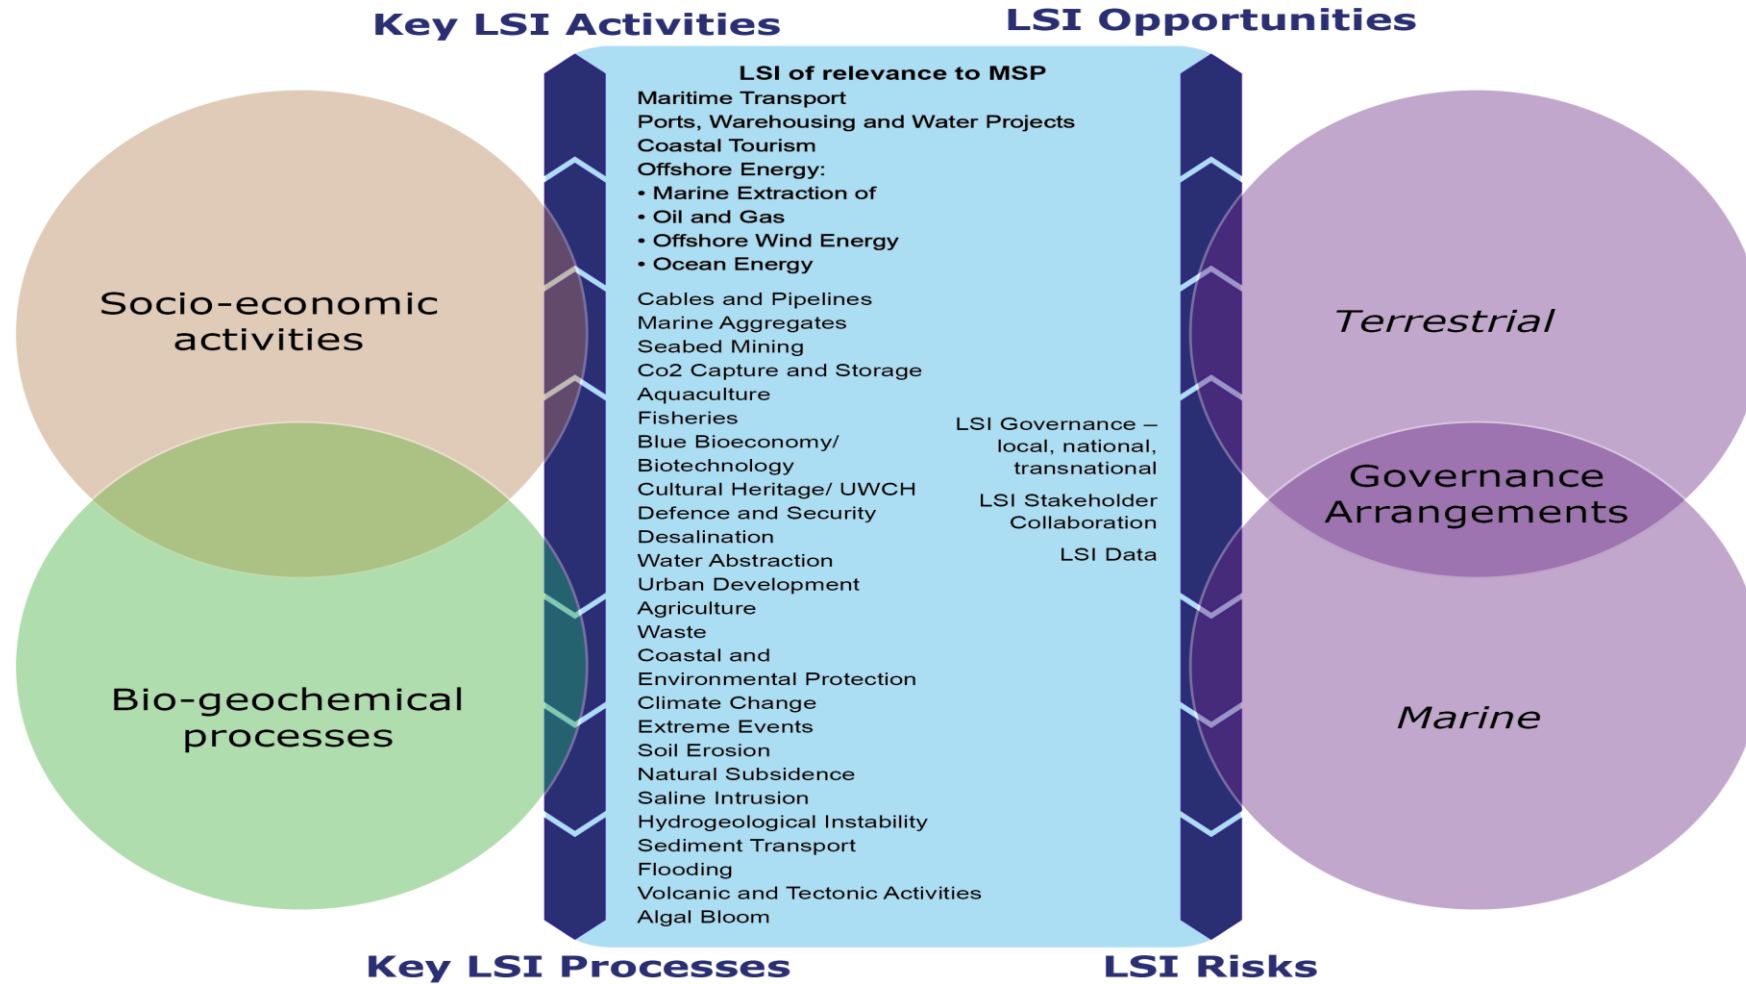 Key LSI Activities
LSI Opportunities
LSI of relevance to MSP
Maritime Transport
Ports, Warehousing and Water Projects
Coastal Tourism
Offshore Energy:
• Marine Extraction of
• Oil and Gas
• Offshore Wind Energy
• Ocean Energy
Cables and Pipelines
Marine Aggregates
Seabed Mining
Co2 Capture and Storage
Aquaculture
Fisheries
Blue Bioeconomy/
Biotechnology
Cultural Heritage/ UWCH
Defence and Security
Desalination
Water Abstraction
Urban Development
Agriculture
Waste
Coastal and
Environmental Protection
Climate Change
Extreme Events
Soil Erosion
Natural Subsidence
Saline Intrusion
Hydrogeological Instability
Sediment Transport
Flooding
Volcanic and Tectonic Activities
Algal Bloom
LSI Governance –
local, national,
transnational
LSI Stakeholder
Collaboration
LSI Data
Socio-economic
activities
Bio-geochemical
processes
Terrestrial
Governance
Arrangements
Marine
Key LSI Processes
LSI Risks